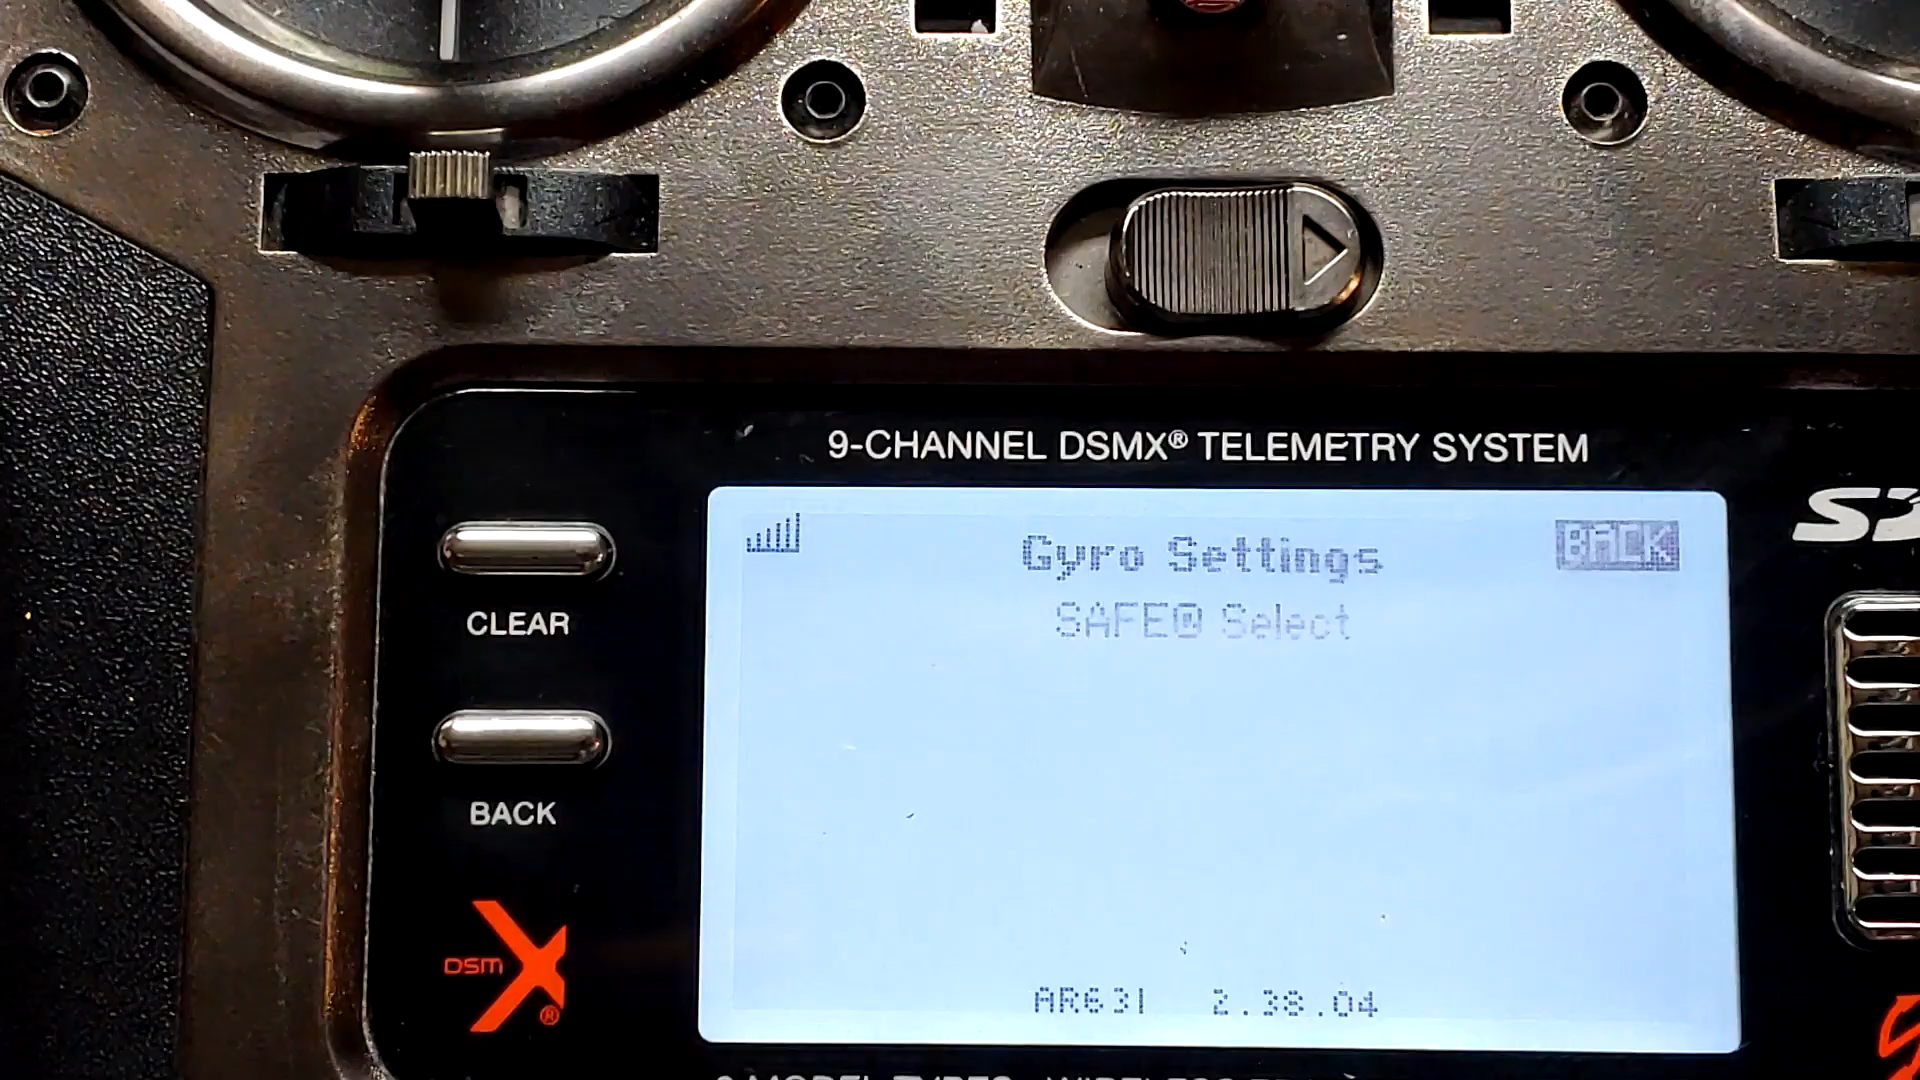 9-CHANNEL DSMX® TELEMETRY SYSTEM
Gyro Settings
BACK
SAFE® Select
AR631 2.38.04
CLEAR
BACK
DSM X®